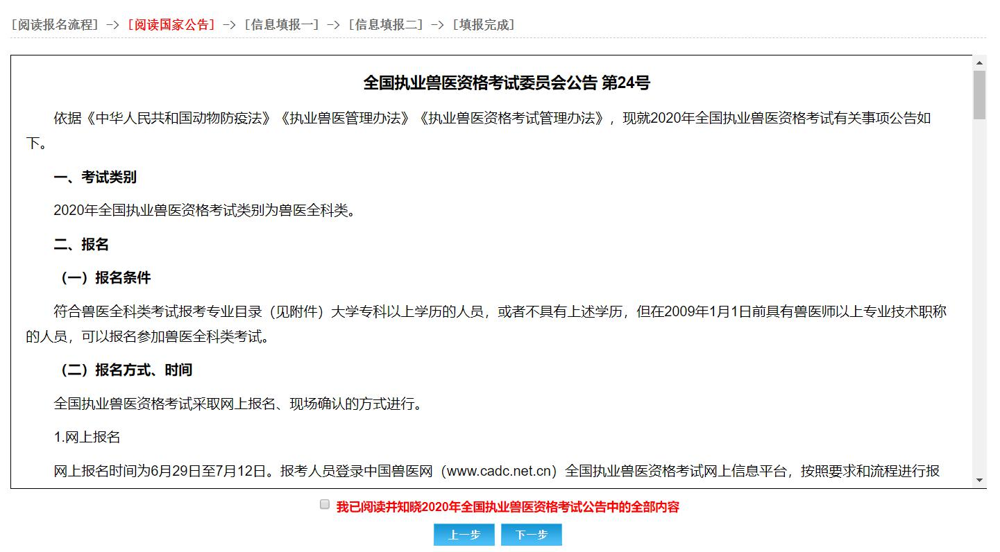 [阅读报名流程] -> [阅读国家公告] -> [信息填报一] -> [信息填报二] -> [填报完成]
全国执业兽医资格考试委员会公告 第24号
依据《中华人民共和国动物防疫法》《执业兽医管理办法》《执业兽医资格考试管理办法》，现就2020年全国执业兽医资格考试有关事项公告如
下。
一、考试类别
2020年全国执业兽医资格考试类别为兽医全科类。
二、报名
（一）报名条件
符合兽医全科类考试报考专业目录（见附件）大学专科以上学历的人员，或者不具有上述学历，但在2009年1月1日前具有兽医师以上专业技术职称
的人员，可以报名参加兽医全科类考试。
（二）报名方式、时间
全国执业兽医资格考试采取网上报名、现场确认的方式进行。
1.网上报名
网上报名时间为6月29日至7月12日。报考人员登录中国兽医网（www.cadc.net.cn）全国执业兽医资格考试网上信息平台，按照要求和流程进行报
我已阅读并知晓2020年全国执业兽医资格考试公告中的全部内容
上一步 下一步